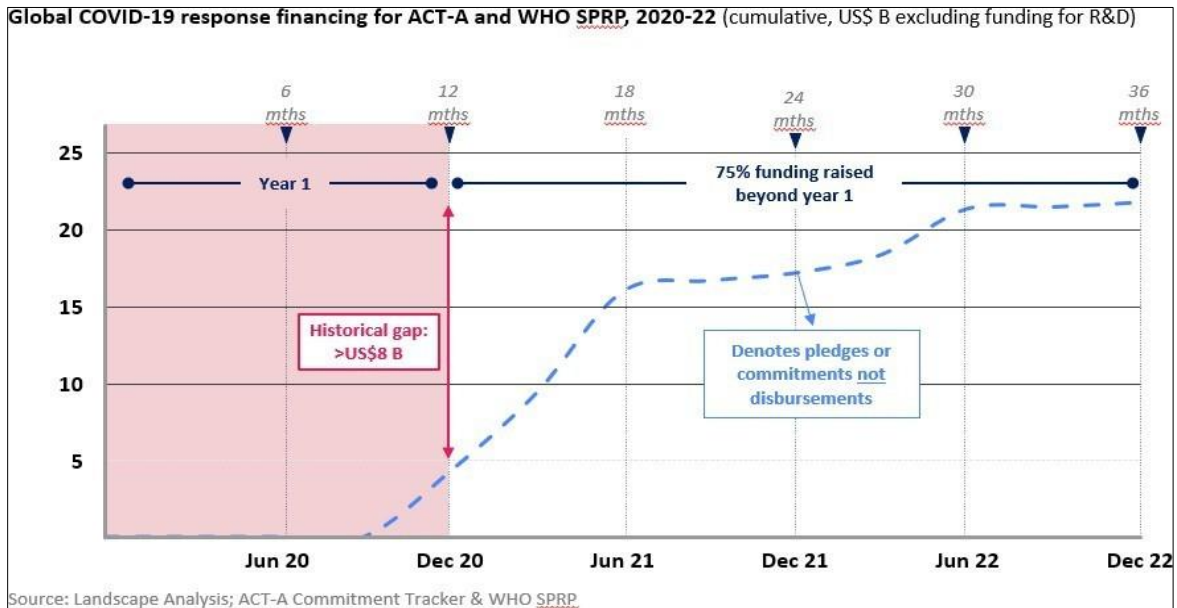 Global COVID-19 response financing for ACT-A and WHO SPRP, 2020-22 (cumulative, US$ B excluding funding for R&D)
6
mths
12
mths
18
mths
24
mths
30
mths
36
mths
25
20
15
10
5
Year 1
75% funding raised
beyond year 1
Historical gap:
>US$8 B
Denotes pledges or
commitments not
disbursements
Jun 20
Dec 20
Jun 21
Dec 21
Jun 22
Dec 22
Source: Landscape Analysis; ACT-A Commitment Tracker & WHO SPRP